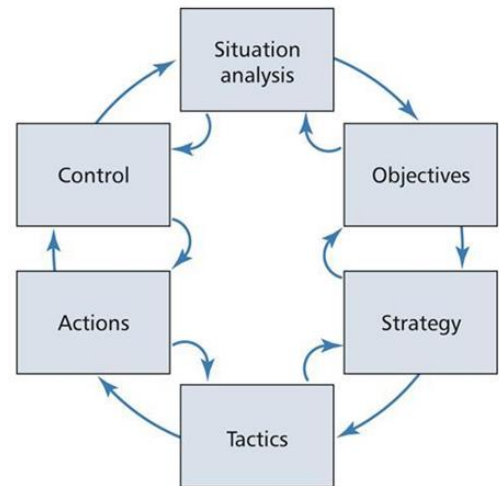 Situation
analysis
Objectives
Strategy
Tactics
Actions
Control